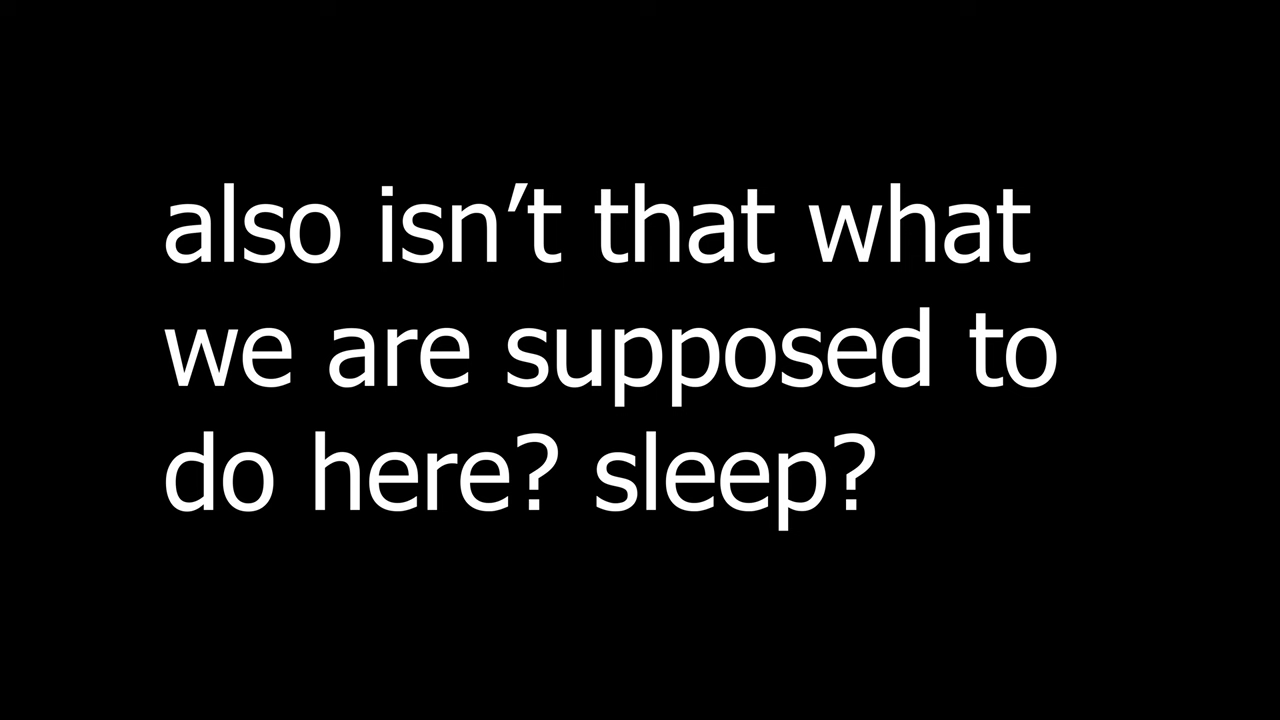 also isn’t that what
we are supposed to
do here? sleep?